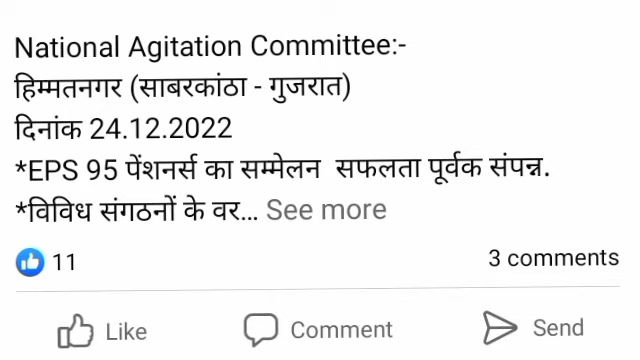 National Agitation Committee:-
हिम्मतनगर (साबरकांठा - गुजरात)
दिनांक 24.12.2022
*EPS 95 पेंशनर्स का सम्मेलन सफलता पूर्वक संपन्न.
*विविध संगठनों के वर... See more
11 3 comments
Like Comment Send